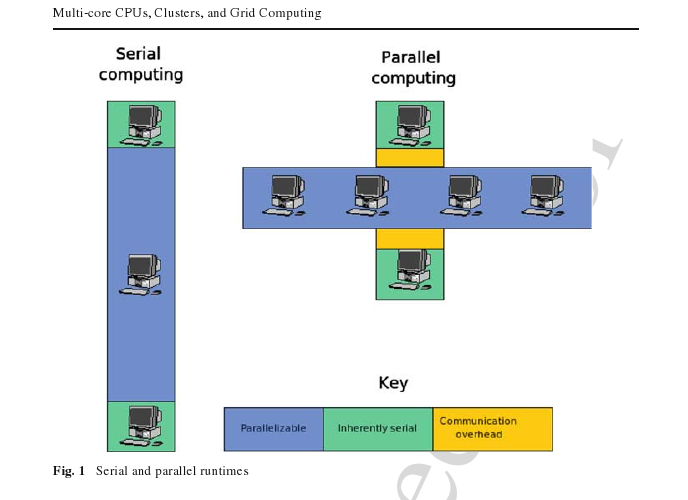 Multi-core CPUs, Clusters, and Grid Computing
Serial
computing
Parallel
computing
Key
Parallelizable
Inherently serial
Communication
overhead
Fig. 1 Serial and parallel runtimes